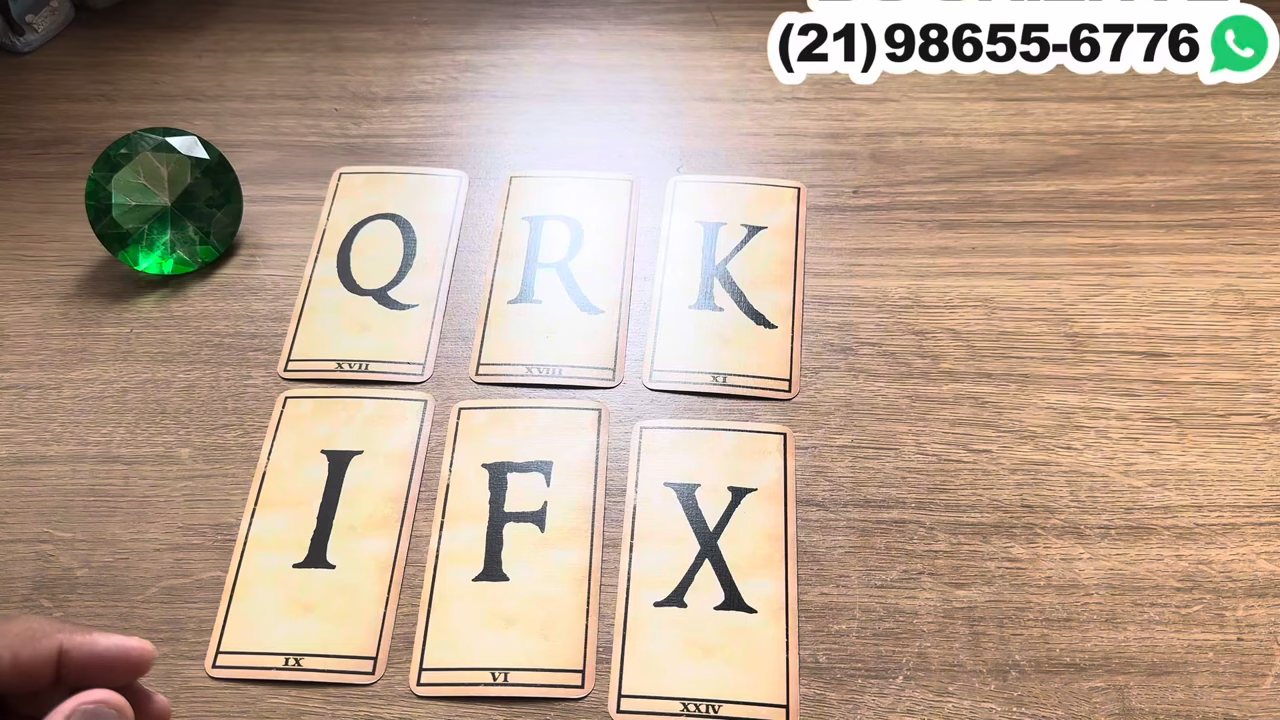 (21)98655-6776
Q R K
XVII XVIII XI
I F X
IX VI XXIV